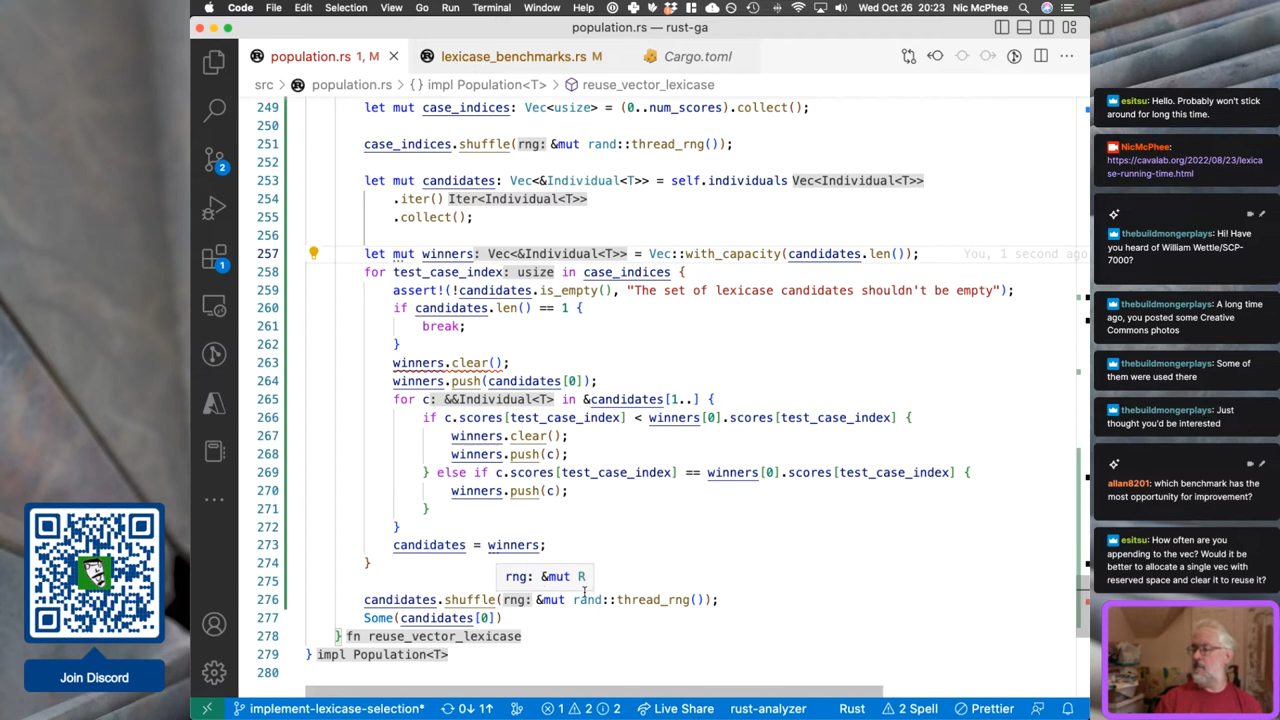 Code File Edit Selection View Go Run Terminal Window Help Wed Oct 26 20:23 Nic McPhee
population.rs — rust-ga
population.rs 1, M lexicase_benchmarks.rs M Cargo.toml
src > population.rs > {} impl Population<T> > reuse_vector_lexicase
249 let mut case_indices: Vec<usize> = (0..num_scores).collect();
250
251 case_indices.shuffle(rng: &mut rand::thread_rng());
252
253 let mut candidates: Vec<&Individual<T>> = self.individuals Vec<Individual<T>>
254 .iter() Iter<Individual<T>>
255 .collect();
256
257 let mut winners: Vec<&Individual<T>> = Vec::with_capacity(candidates.len()); You, 1 second ago
258 for test_case_index: usize in case_indices {
259 assert!(!candidates.is_empty(), "The set of lexicase candidates shouldn't be empty");
260 if candidates.len() == 1 {
261 break;
262 }
263 winners.clear();
264 winners.push(candidates[0]);
265 for c: &&Individual<T> in &candidates[1..] {
266 if c.scores[test_case_index] < winners[0].scores[test_case_index] {
267 winners.clear();
268 winners.push(c);
269 } else if c.scores[test_case_index] == winners[0].scores[test_case_index] {
270 winners.push(c);
271 }
272 }
273 candidates = winners;
274 }
275
rng: &mut R
276 candidates.shuffle(rng: &mut rand::thread_rng());
277 Some(candidates[0])
278 } fn reuse_vector_lexicase
279 } impl Population<T>
280
2
1
implement-lexicase-selection* 0↓ 1↑ 1 2 2 Live Share rust-analyzer Rust 2 Spell Prettier
Join Discord
esitsu: Hello. Probably won't stick
around for long this time.
NicMcPhee:
https://cavalab.org/2022/08/23/lexica
se-running-time.html
thebuildmongerplays: Hi! Have
you heard of William Wettle/SCP-
7000?
thebuildmongerplays: A long time
ago, you posted some Creative
Commons photos
thebuildmongerplays: Some of
them were used there
thebuildmongerplays: Just
thought you'd be interested
allan8201: which benchmark has the
most opportunity for improvement?
esitsu: How often are you
appending to the vec? Would it be
better to allocate a single vec with
reserved space and clear it to reuse it?